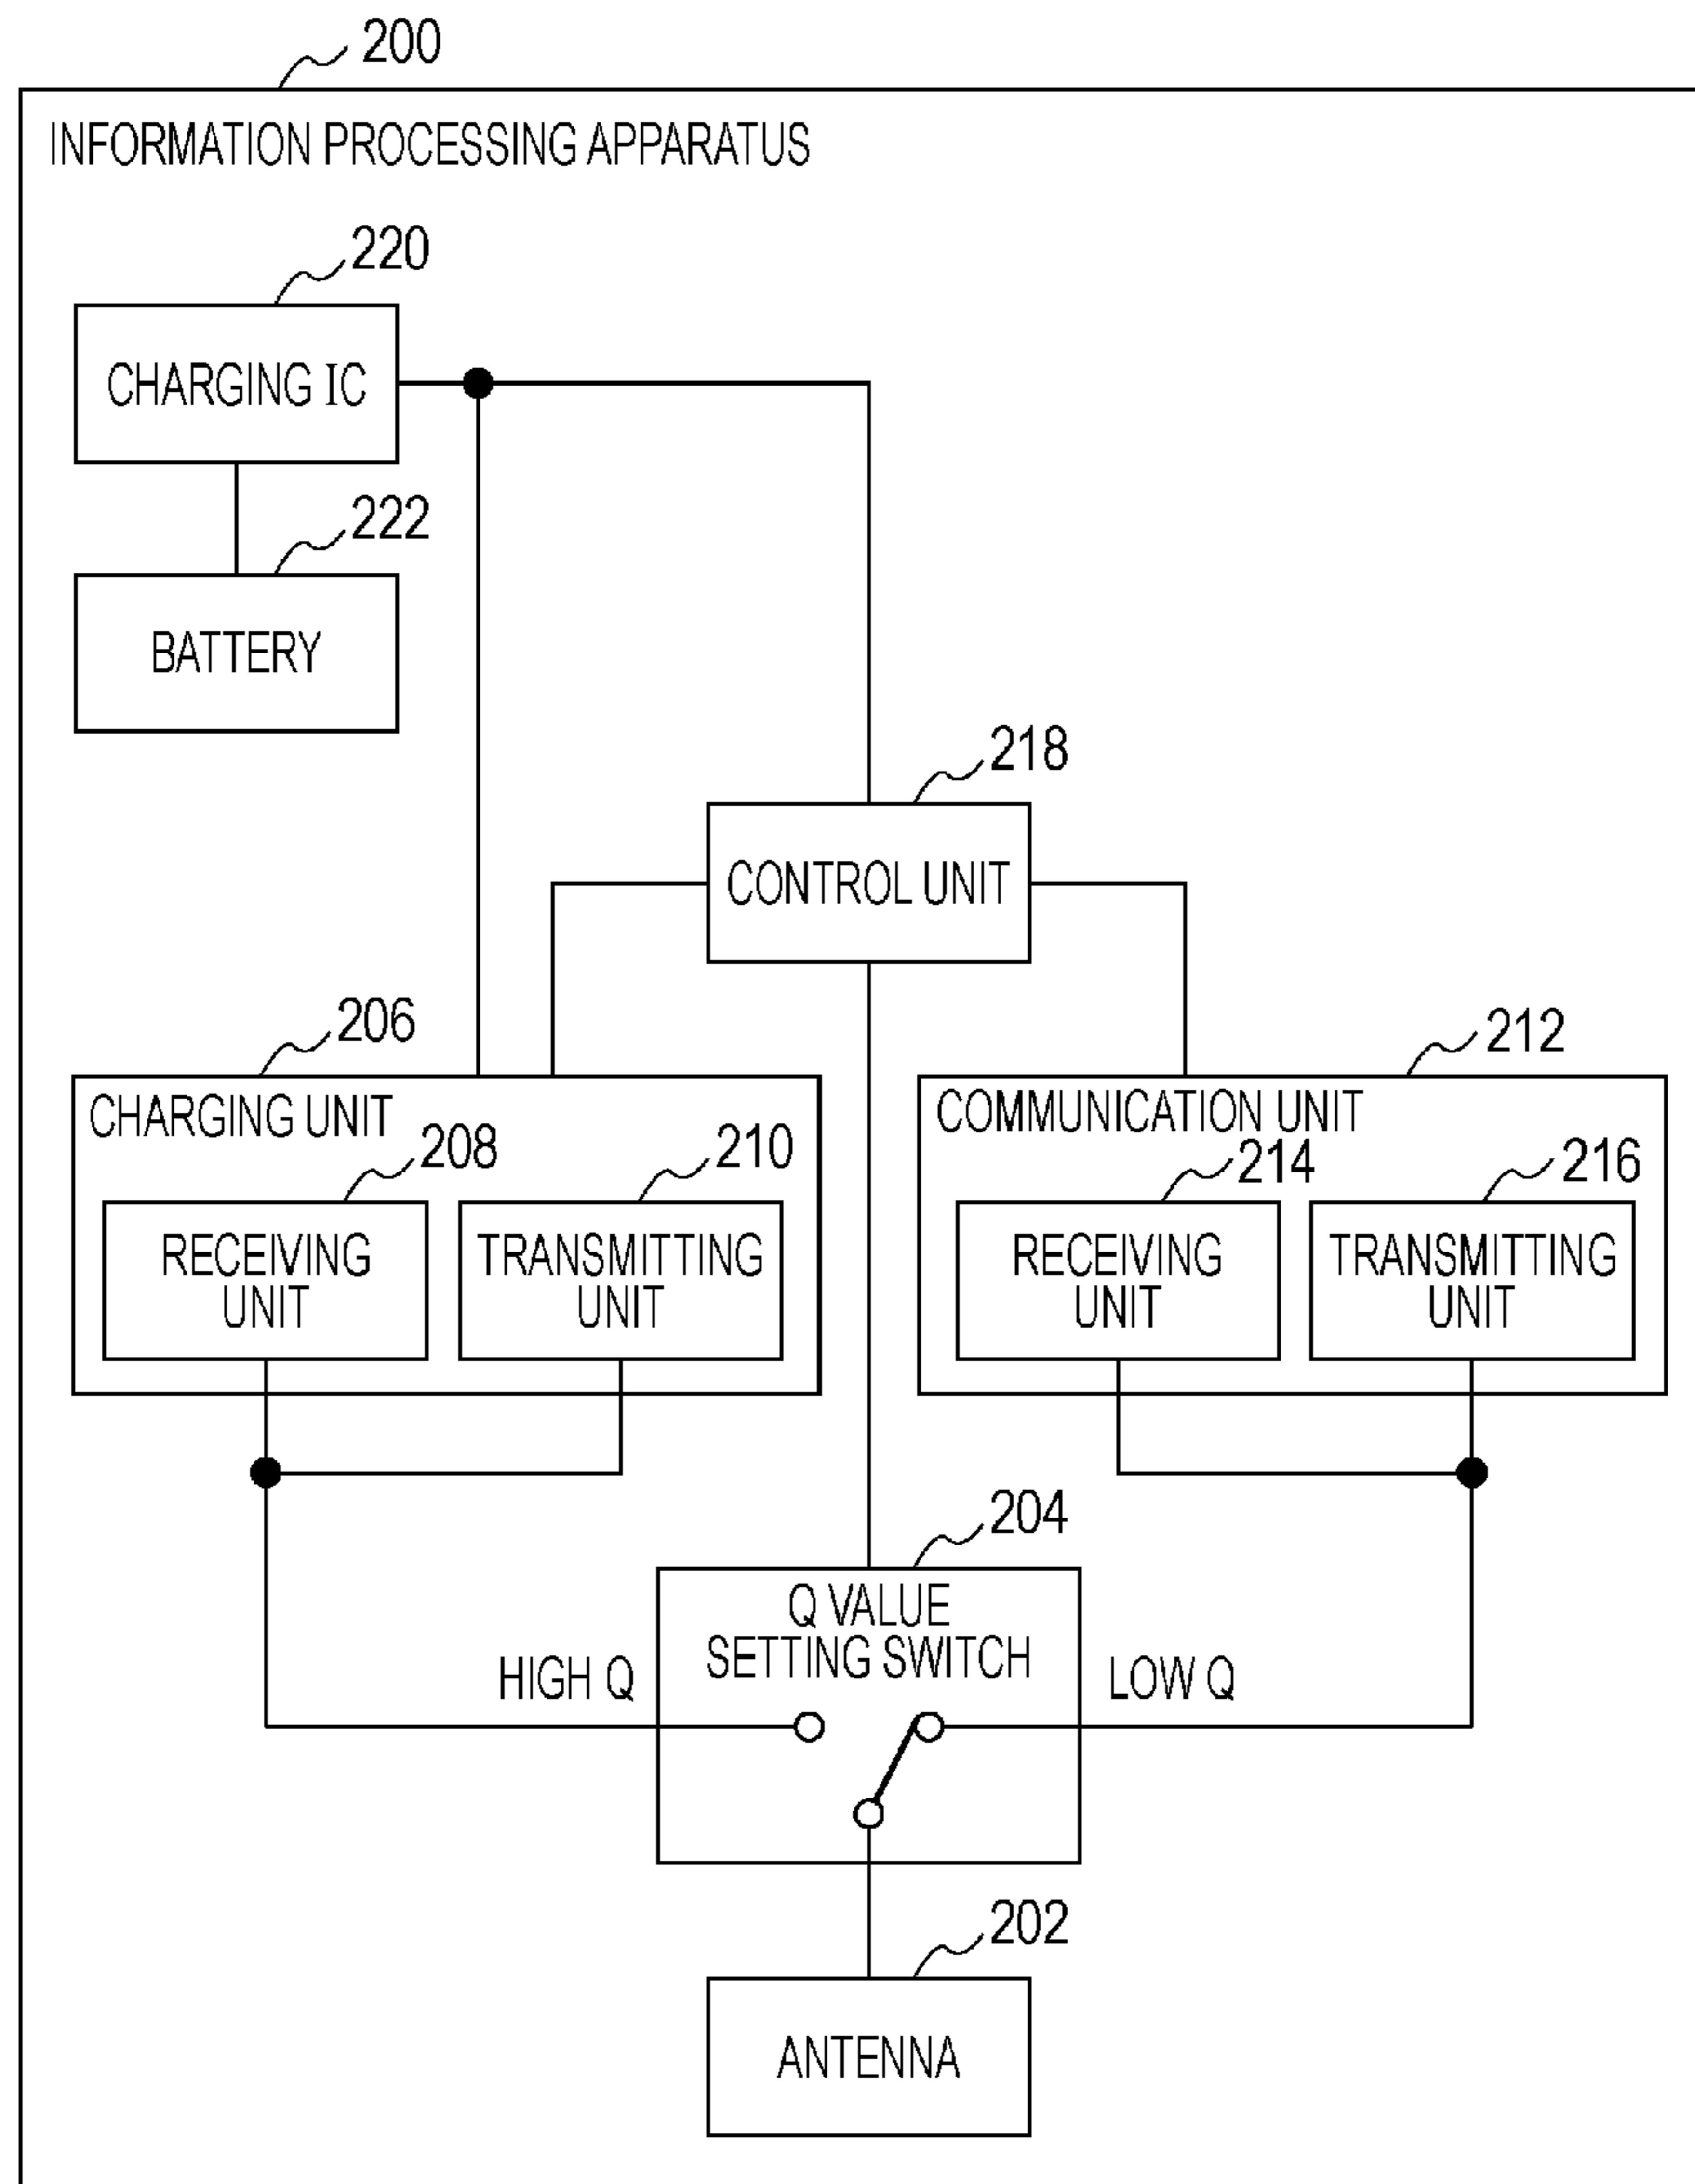 200
INFORMATION PROCESSING APPARATUS
220
CHARGING IC
222
BATTERY
218
CONTROL UNIT
206
CHARGING UNIT
208
RECEIVING
UNIT
210
TRANSMITTING
UNIT
212
COMMUNICATION UNIT
214
RECEIVING
UNIT
216
TRANSMITTING
UNIT
204
Q VALUE
SETTING SWITCH
HIGH Q
LOW Q
202
ANTENNA